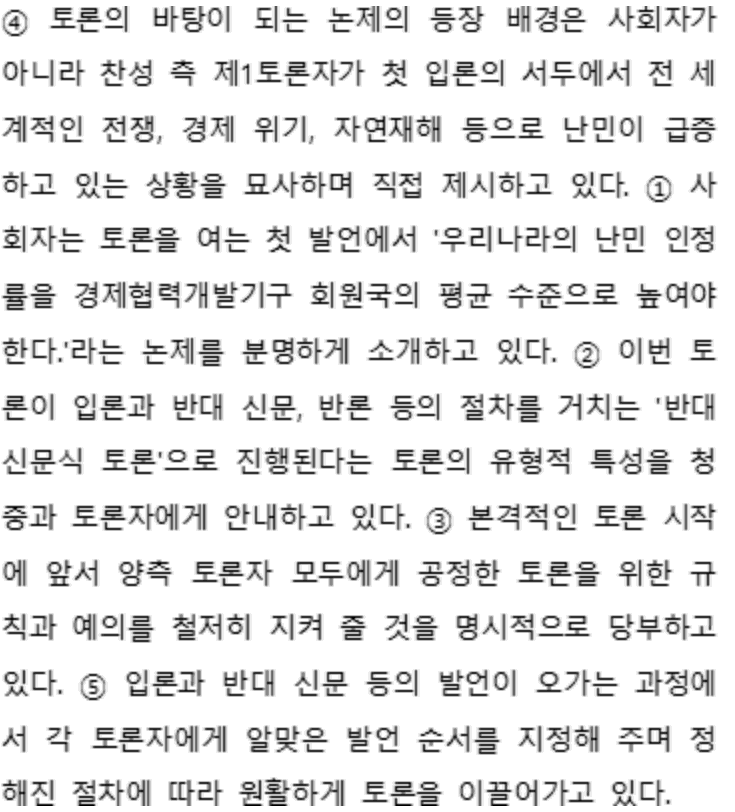 ④ 토론의 바탕이 되는 논제의 등장 배경은 사회자가
아니라 찬성 측 제1토론자가 첫 입론의 서두에서 전 세
계적인 전쟁, 경제 위기, 자연재해 등으로 난민이 급증
하고 있는 상황을 묘사하며 직접 제시하고 있다. ① 사
회자는 토론을 여는 첫 발언에서 '우리나라의 난민 인정
률을 경제협력개발기구 회원국의 평균 수준으로 높여야
한다.'라는 논제를 분명하게 소개하고 있다. ② 이번 토
론이 입론과 반대 신문, 반론 등의 절차를 거치는 '반대
신문식 토론'으로 진행된다는 토론의 유형적 특성을 청
중과 토론자에게 안내하고 있다. ③ 본격적인 토론 시작
에 앞서 양측 토론자 모두에게 공정한 토론을 위한 규
칙과 예의를 철저히 지켜 줄 것을 명시적으로 당부하고
있다. ⑤ 입론과 반대 신문 등의 발언이 오가는 과정에
서 각 토론자에게 알맞은 발언 순서를 지정해 주며 정
해진 절차에 따라 원활하게 토론을 이끌어가고 있다.